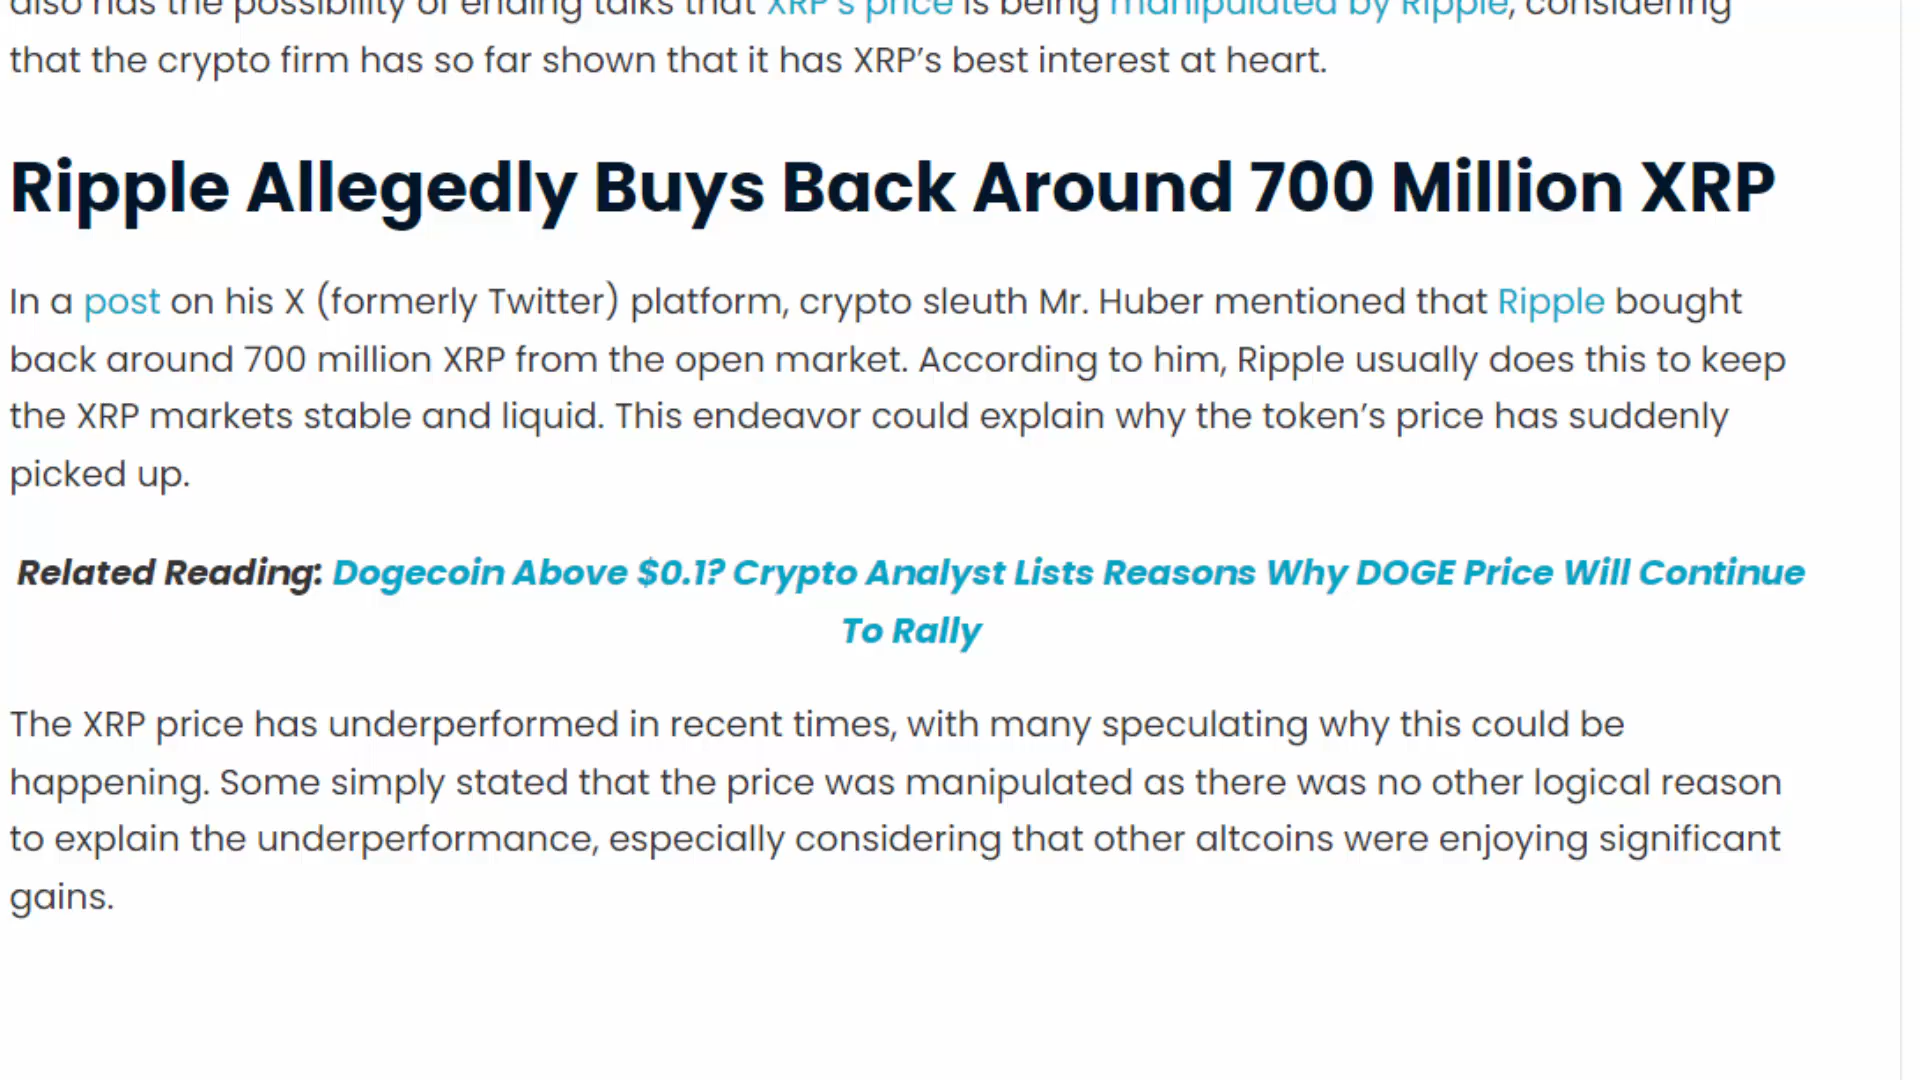 also has the possibility of ending talks that XRP's price is being manipulated by Ripple, considering
that the crypto firm has so far shown that it has XRP's best interest at heart.
Ripple Allegedly Buys Back Around 700 Million XRP
In a post on his X (formerly Twitter) platform, crypto sleuth Mr. Huber mentioned that Ripple bought
back around 700 million XRP from the open market. According to him, Ripple usually does this to keep
the XRP markets stable and liquid. This endeavor could explain why the token’s price has suddenly
picked up.
Related Reading: Dogecoin Above $0.1? Crypto Analyst Lists Reasons Why DOGE Price Will Continue
To Rally
The XRP price has underperformed in recent times, with many speculating why this could be
happening. Some simply stated that the price was manipulated as there was no other logical reason
to explain the underperformance, especially considering that other altcoins were enjoying significant
gains.